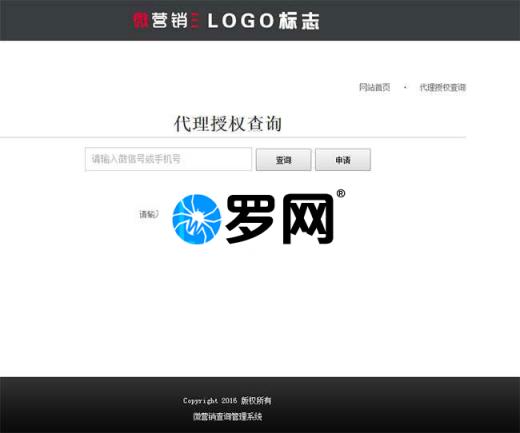 微营销 LOGO标志
网站首页 • 代理授权查询
代理授权查询
请输入微信号或手机号 查询 申请
请输
罗网®
Copyright 2016 版权所有
微营销查询管理系统